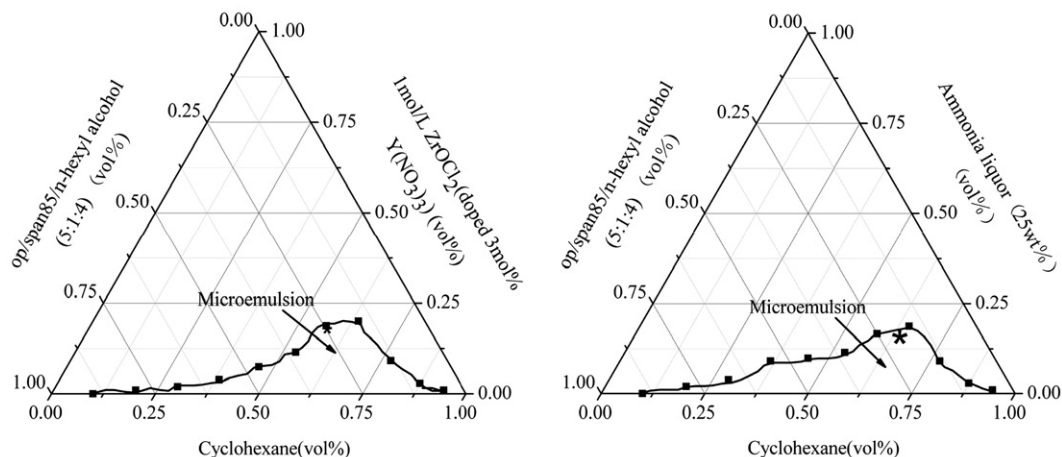 0.00
1.00
0.25
0.75
0.50
0.50
0.75
0.25
1.00
0.00
0.00
0.25
0.50
0.75
1.00
op/span85/n-hexyl alcohol
(5:1:4) (vol%)
1mol/L ZrOCl2(doped 3mol%
Y(NO3)3) (vol%)
Microemulsion
*
Cyclohexane(vol%)
0.00
1.00
0.25
0.75
0.50
0.50
0.75
0.25
1.00
0.00
0.00
0.25
0.50
0.75
1.00
op/span85/n-hexyl alcohol
(5:1:4) (vol%)
Ammonia liquor (25wt%)
(vol%)
Microemulsion
*
Cyclohexane(vol%)